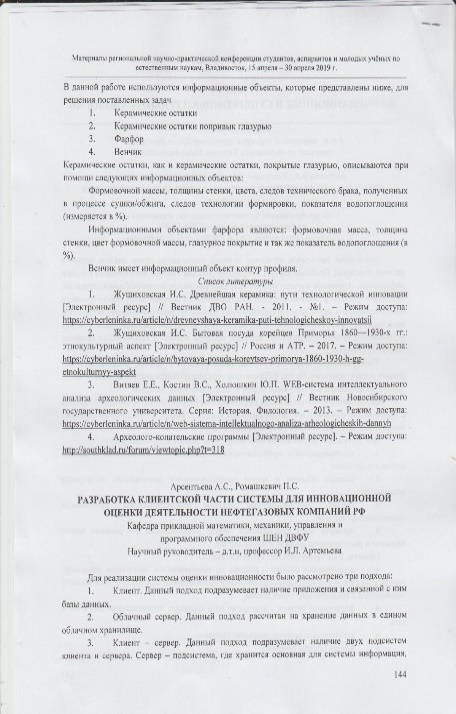 Материалы региональной научно-практической конференции студентов, аспирантов и молодых учёных по
естественным наукам, Владивосток, 15 апреля – 30 апреля 2019 г.
В данной работе используются информационные объекты, которые представлены ниже, для
решения поставленных задач
1. Керамические остатки
2. Керамические остатки попривык глазурью
3. Фарфор
4. Венчик
Керамические остатки, как и керамические остатки, покрытые глазурью, описываются при
помощи следующих информационных объектов:
Формовочной массы, толщины стенки, цвета, следов технического брака, полученных
в процессе сушки/обжига, следов технологии формировки, показателя водопоглощения
(измеряется в %).
Информационными объектами фарфора являются: формовочная масса, толщина
стенки, цвет формовочной массы, глазурное покрытие и так же показатель водопоглощения (в
%).
Венчик имеет информационный объект контур профиля.
Список литературы
1. Жущиховская И.С. Древнейшая керамика: пути технологической инновации
[Электронный ресурс] // Вестник ДВО РАН. - 2011. - №1. – Режим доступа:
https://cyberleninka.ru/article/n/drevneyshaya-keramika-puti-tehnologicheskoy-innovatsii
2. Жущиховская И.С. Бытовая посуда корейцев Приморья 1860—1930-х гг.:
этнокультурный аспект [Электронный ресурс] // Россия и АТР. – 2017. – Режим доступа:
https://cyberleninka.ru/article/n/bytovaya-posuda-koreytsev-primorya-1860-1930-h-gg-
etnokulturnyy-aspekt
3. Витяев Е.Е., Костин В.С., Холюшкин Ю.П. WEB-система интеллектуального
анализа археологических данных [Электронный ресурс] // Вестник Новосибирского
государственного университета. Серия: История. Филология. – 2013. – Режим доступа:
https://cyberleninka.ru/article/n/web-sistema-intellektualnogo-analiza-arheologicheskih-dannyh
4. Археолого-копательские программы [Электронный ресурс]. – Режим доступа:
http://southklad.ru/forum/viewtopic.php?t=318
Арсентьева А.С., Ромашкевич П.С.
РАЗРАБОТКА КЛИЕНТСКОЙ ЧАСТИ СИСТЕМЫ ДЛЯ ИННОВАЦИОННОЙ
ОЦЕНКИ ДЕЯТЕЛЬНОСТИ НЕФТЕГАЗОВЫХ КОМПАНИЙ РФ
Кафедра прикладной математики, механики, управления и
программного обеспечения ШЕН ДВФУ
Научный руководитель – д.т.н, профессор И.Л. Артемьева
Для реализации системы оценки инновационности было рассмотрено три подхода:
1. Клиент. Данный подход подразумевает наличие приложения и связанной с ним
базы данных.
2. Облачный сервер. Данный подход рассчитан на хранение данных в едином
облачном хранилище.
3. Клиент – сервер. Данный подход подразумевает наличие двух подсистем
клиента и сервера. Сервер – подсистема, где хранится основная для системы информация,
144